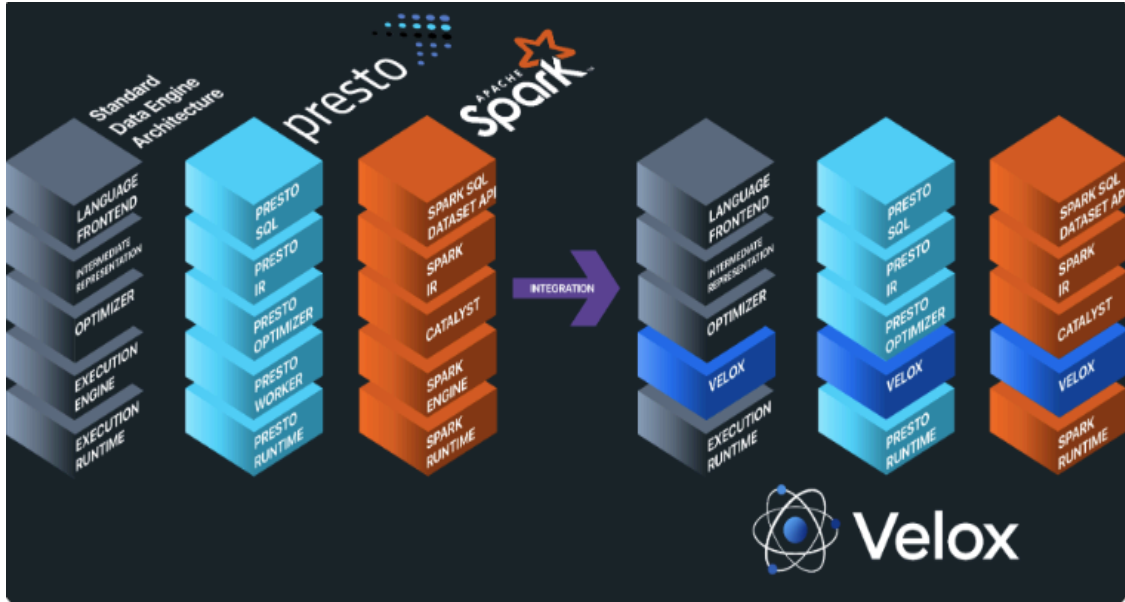 Standard
Data Engine
Architecture
presto
APACHE
Spark™
LANGUAGE
FRONTEND
INTERMEDIATE
REPRESENTATION
OPTIMIZER
EXECUTION
ENGINE
EXECUTION
RUNTIME
PRESTO
SQL
PRESTO
IR
PRESTO
OPTIMIZER
PRESTO
WORKER
PRESTO
RUNTIME
SPARK SQL
DATASET API
SPARK
IR
CATALYST
SPARK
ENGINE
SPARK
RUNTIME
INTEGRATION
LANGUAGE
FRONTEND
INTERMEDIATE
REPRESENTATION
OPTIMIZER
VELOX
EXECUTION
RUNTIME
PRESTO
SQL
PRESTO
IR
PRESTO
OPTIMIZER
VELOX
PRESTO
RUNTIME
SPARK SQL
DATASET API
SPARK
IR
CATALYST
VELOX
SPARK
RUNTIME
Velox